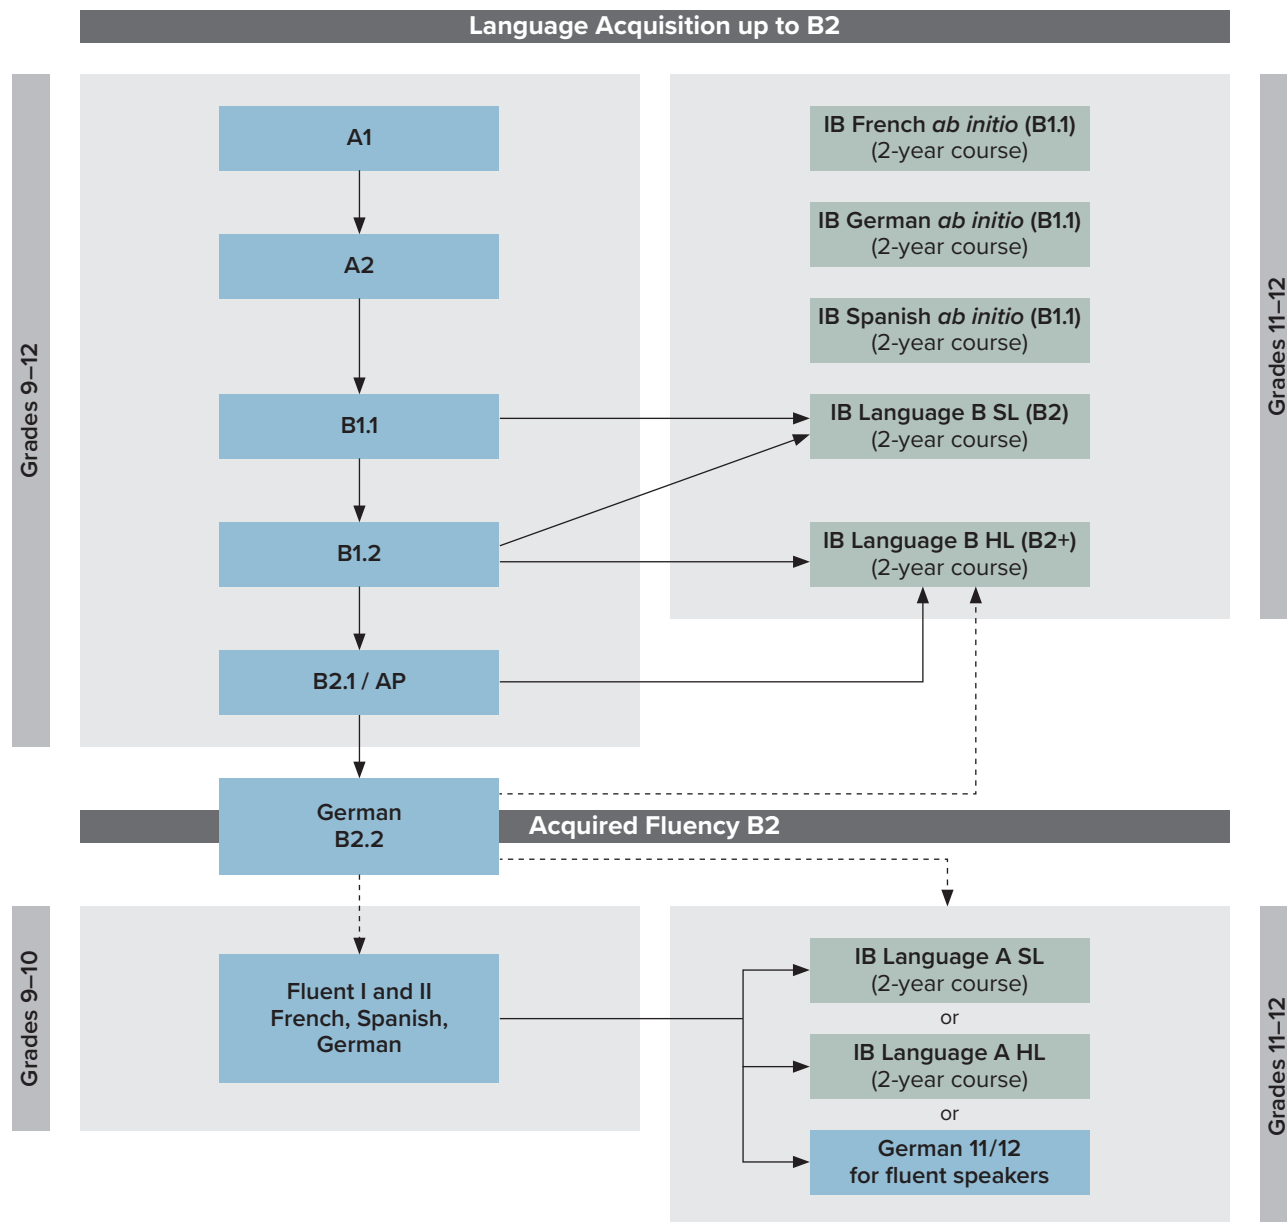 Language Acquisition up to B2
Grades 9–12
A1
A2
B1.1
B1.2
B2.1 / AP
IB French ab initio (B1.1)
(2-year course)
IB German ab initio (B1.1)
(2-year course)
IB Spanish ab initio (B1.1)
(2-year course)
IB Language B SL (B2)
(2-year course)
IB Language B HL (B2+)
(2-year course)
Grades 11–12
German
B2.2
Acquired Fluency B2
Grades 9–10
Fluent I and II
French, Spanish,
German
IB Language A SL
(2-year course)
or
IB Language A HL
(2-year course)
or
German 11/12
for fluent speakers
Grades 11–12